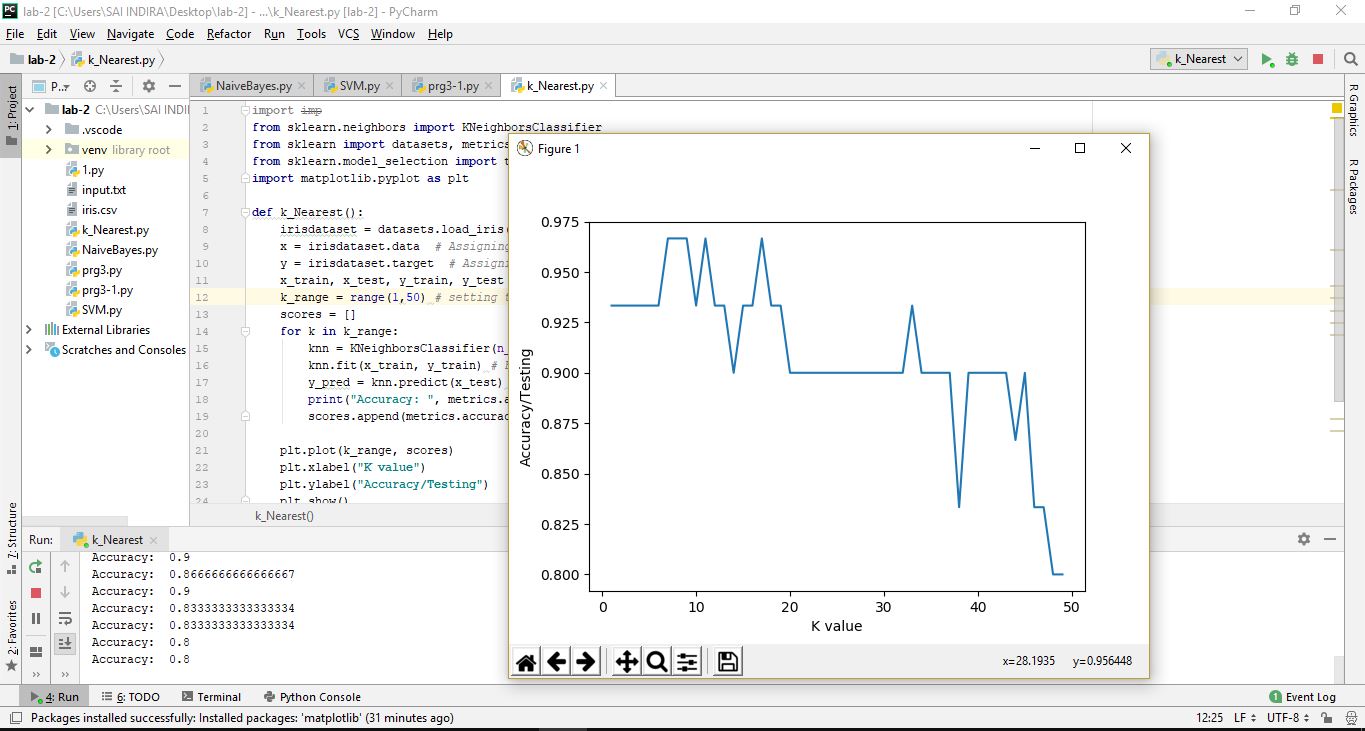 lab-2 [C:\Users\SAI INDIRA\Desktop\lab-2] - ...\k_Nearest.py [lab-2] - PyCharm
File Edit View Navigate Code Refactor Run Tools VCS Window Help
lab-2 k_Nearest.py k_Nearest
1: Project
P... NaiveBayes.py SVM.py prg3-1.py k_Nearest.py
lab-2 C:\Users\SAI INDI
.vscode
venv library root
1.py
input.txt
iris.csv
k_Nearest.py
NaiveBayes.py
prg3.py
prg3-1.py
SVM.py
External Libraries
Scratches and Consoles
1 import imp
2 from sklearn.neighbors import KNeighborsClassifier
3 from sklearn import datasets, metrics
4 from sklearn.model_selection import t
5 import matplotlib.pyplot as plt
6
7 def k_Nearest():
8 irisdataset = datasets.load_iris(
9 x = irisdataset.data # Assigning
10 y = irisdataset.target # Assigni
11 x_train, x_test, y_train, y_test
12 k_range = range(1,50) # setting t
13 scores = []
14 for k in k_range:
15 knn = KNeighborsClassifier(n_
16 knn.fit(x_train, y_train) #
17 y_pred = knn.predict(x_test)
18 print("Accuracy: ", metrics.a
19 scores.append(metrics.accurac
20
21 plt.plot(k_range, scores)
22 plt.xlabel("K value")
23 plt.ylabel("Accuracy/Testing")
24 plt.show()
k_Nearest()
Figure 1
0.975
0.950
0.925
0.900
0.875
0.850
0.825
0.800
Accuracy/Testing
0 10 20 30 40 50
K value
x=28.1935 y=0.956448
R Graphics
R Packages
Z: Structure
2: Favorites
Run: k_Nearest
Accuracy: 0.9
Accuracy: 0.8666666666666667
Accuracy: 0.9
Accuracy: 0.8333333333333334
Accuracy: 0.8333333333333334
Accuracy: 0.8
Accuracy: 0.8
4: Run 6: TODO Terminal Python Console 1 Event Log
Packages installed successfully: Installed packages: 'matplotlib' (31 minutes ago) 12:25 LF UTF-8